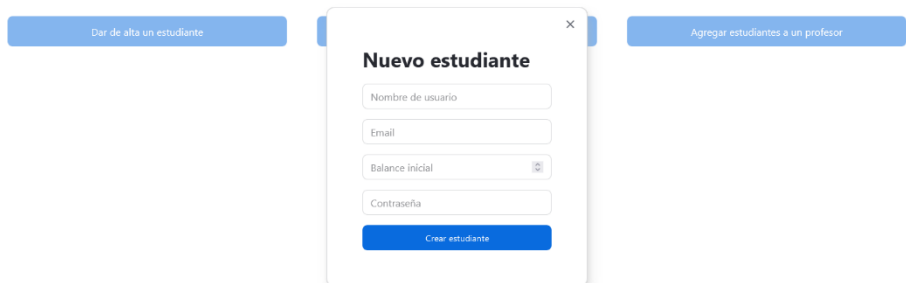 Dar de alta un estudiante
Agregar estudiantes a un profesor
Nuevo estudiante
Nombre de usuario
Email
Balance inicial
Contraseña
Crear estudiante